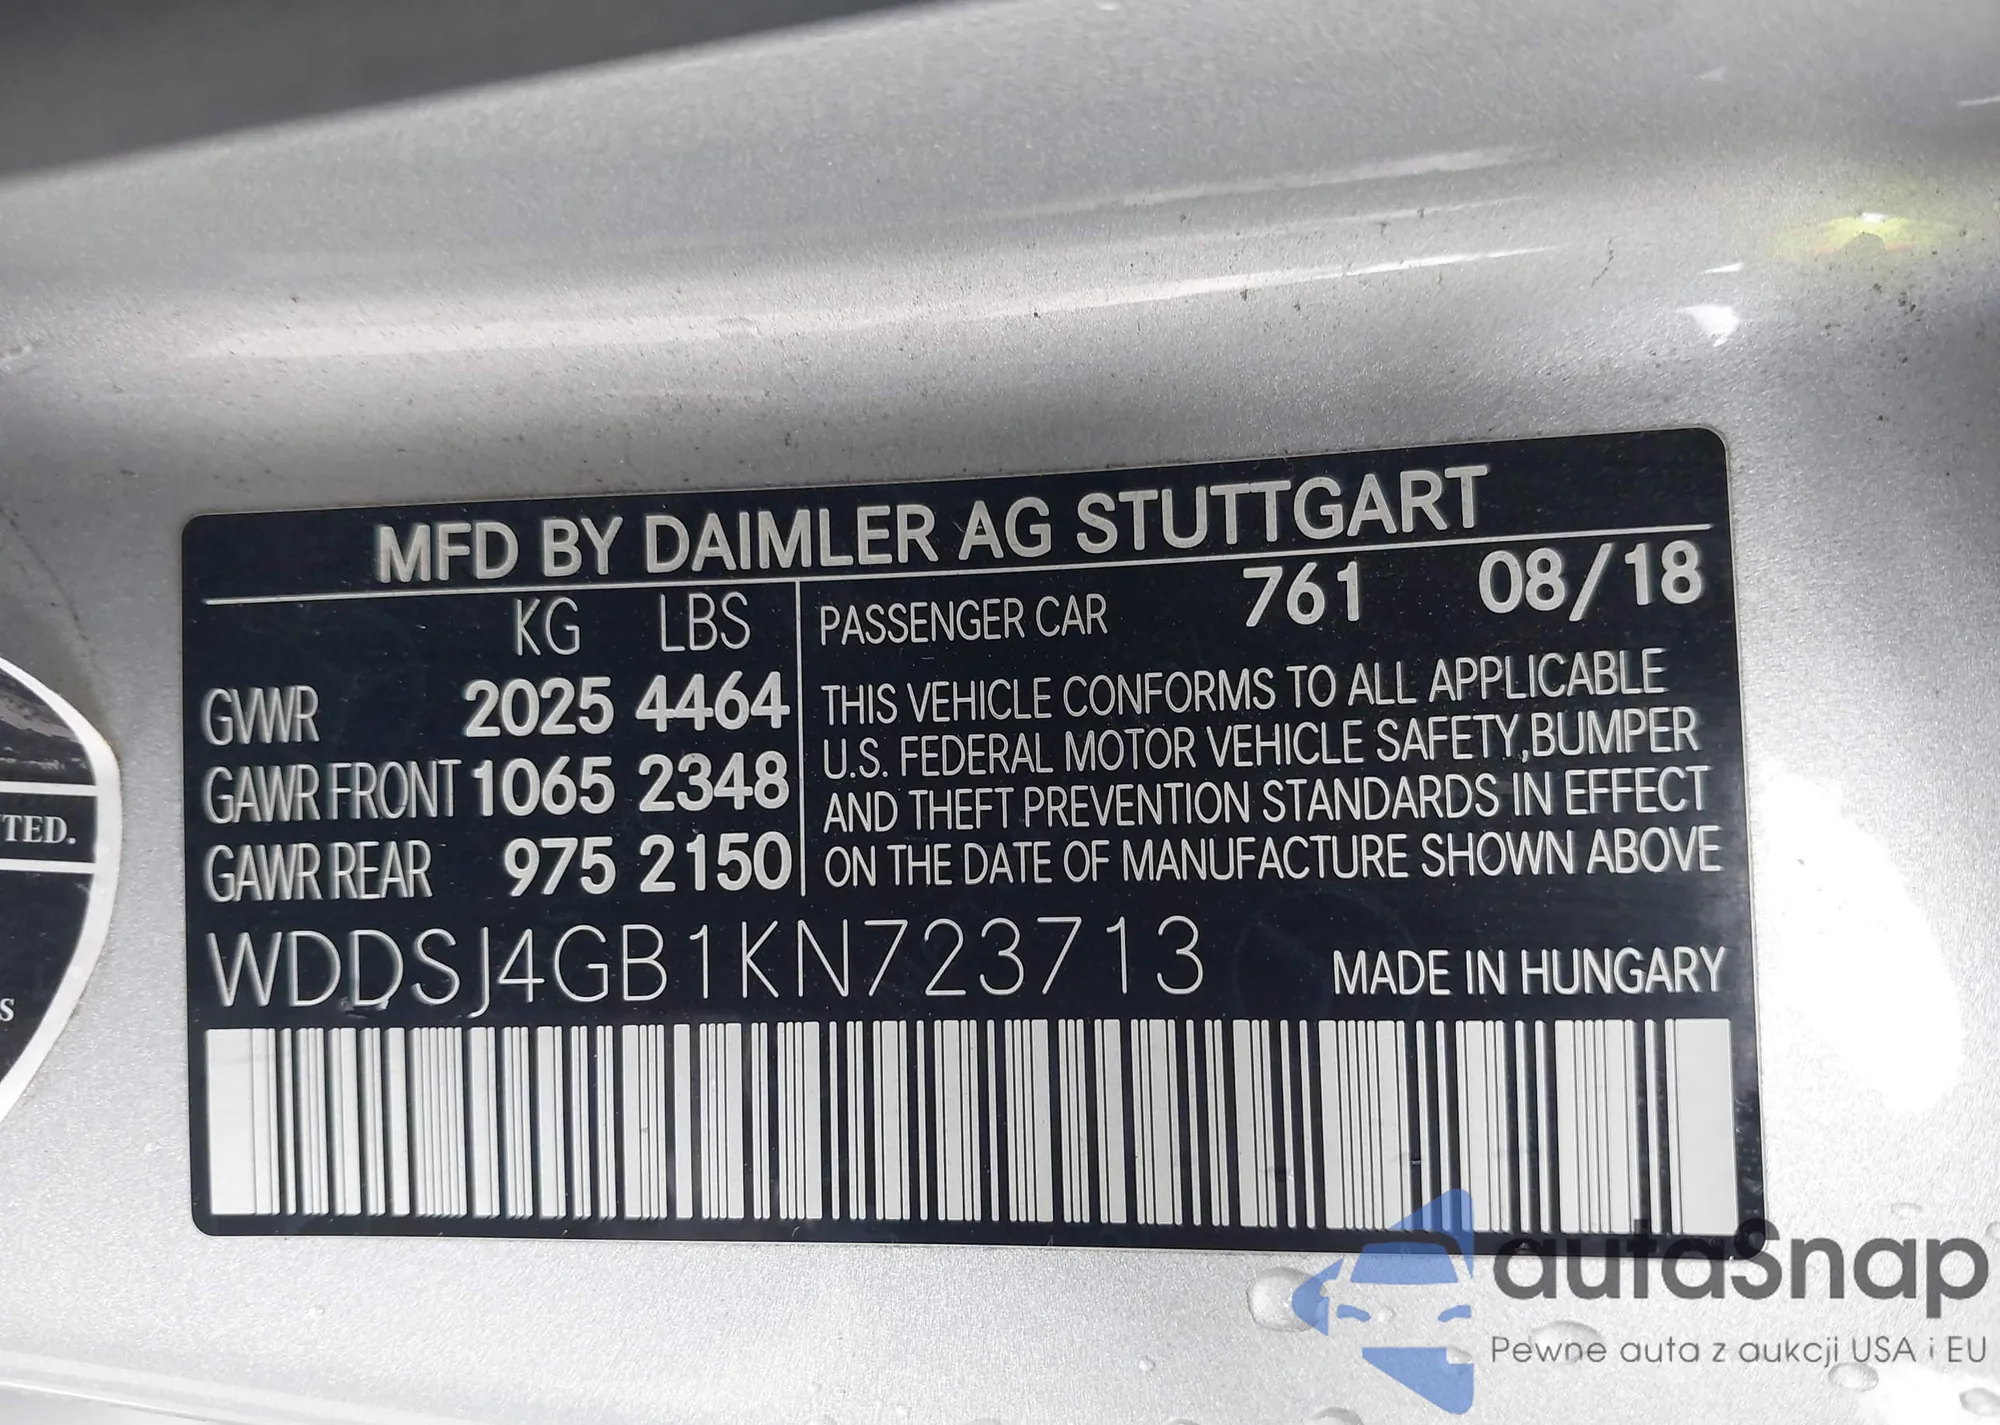 MFD BY DAIMLER AG STUTTGART
KG LBS
GVWR 2025 4464
GAWR FRONT 1065 2348
GAWR REAR 975 2150
PASSENGER CAR 761 08/18
THIS VEHICLE CONFORMS TO ALL APPLICABLE
U.S. FEDERAL MOTOR VEHICLE SAFETY,BUMPER
AND THEFT PREVENTION STANDARDS IN EFFECT
ON THE DATE OF MANUFACTURE SHOWN ABOVE
WDDSJ4GB1KN723713
MADE IN HUNGARY
TED.
s
autaSnap
Pewne auta z aukcji USA i EU